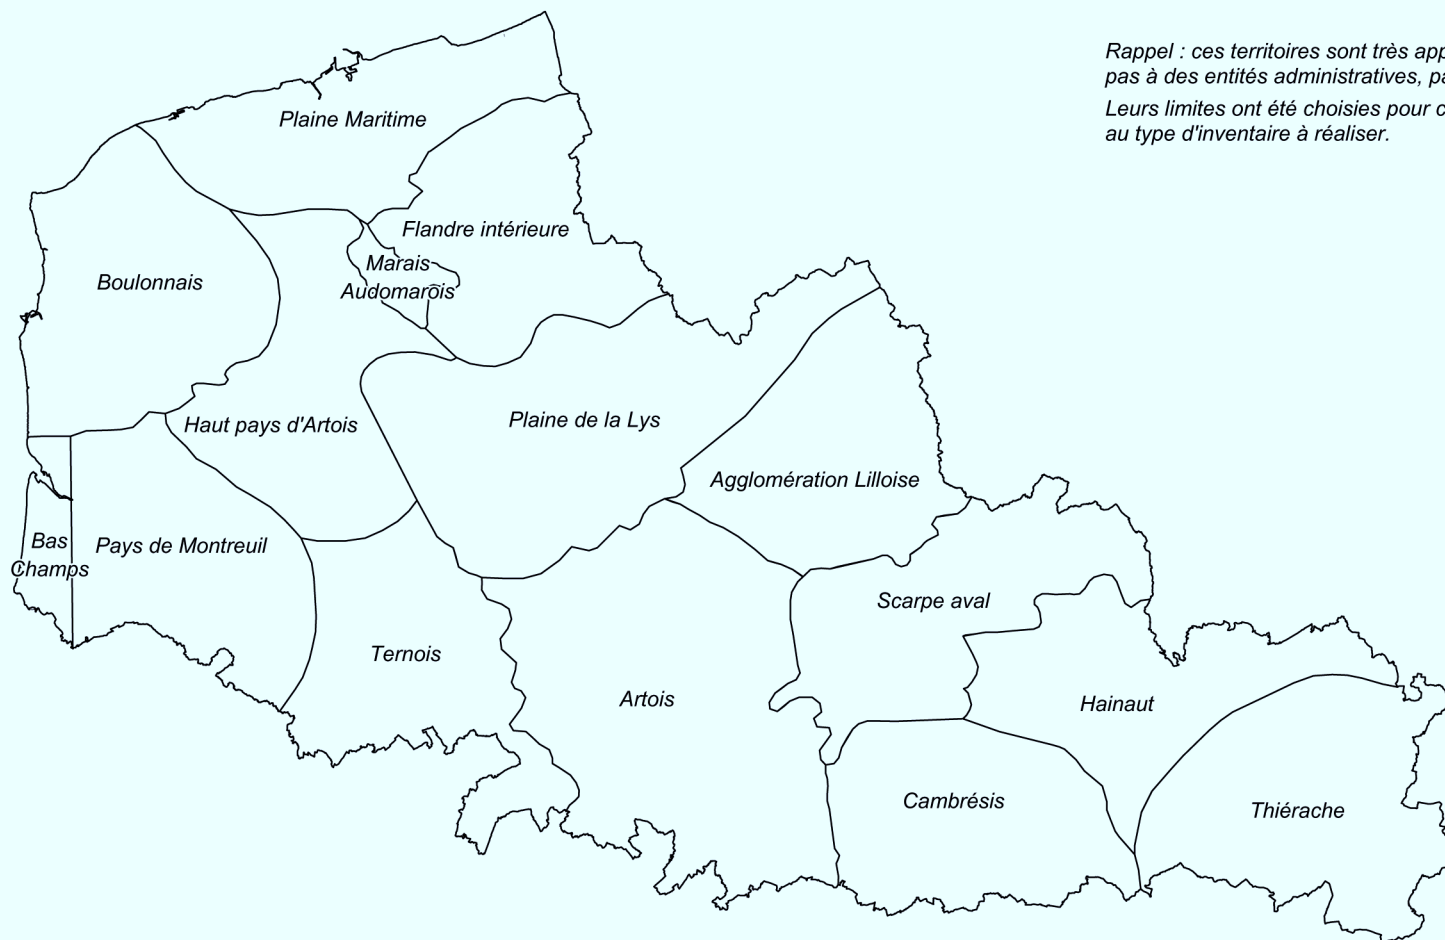 Rappel : ces territoires sont très
pas à des entités administratives,
Leurs limites ont été choisies pour
au type d'inventaire à réaliser.
Plaine Maritime
Flandre intérieure
Marais
Audomarois
Boulonnais
Haut pays d'Artois
Plaine de la Lys
Agglomération Lilloise
Bas
Champs
Pays de Montreuil
Scarpe aval
Ternois
Artois
Hainaut
Cambrésis
Thiérache